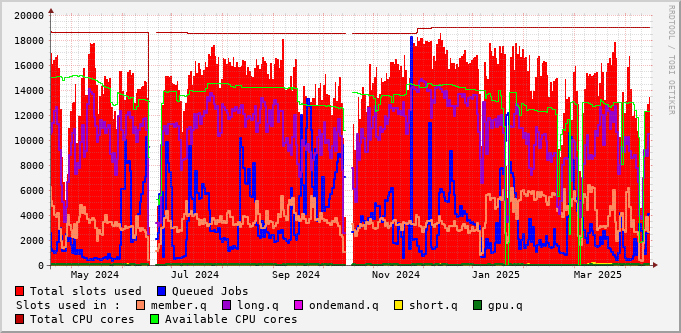 20000
18000
16000
14000
12000
10000
8000
6000
4000
2000
0
May 2024 Jul 2024 Sep 2024 Nov 2024 Jan 2025 Mar 2025
Total slots used Queued Jobs
Slots used in : member.q long.q ondemand.q short.q gpu.q
Total CPU cores Available CPU cores
RRDTOOL / TOBI OETIKER